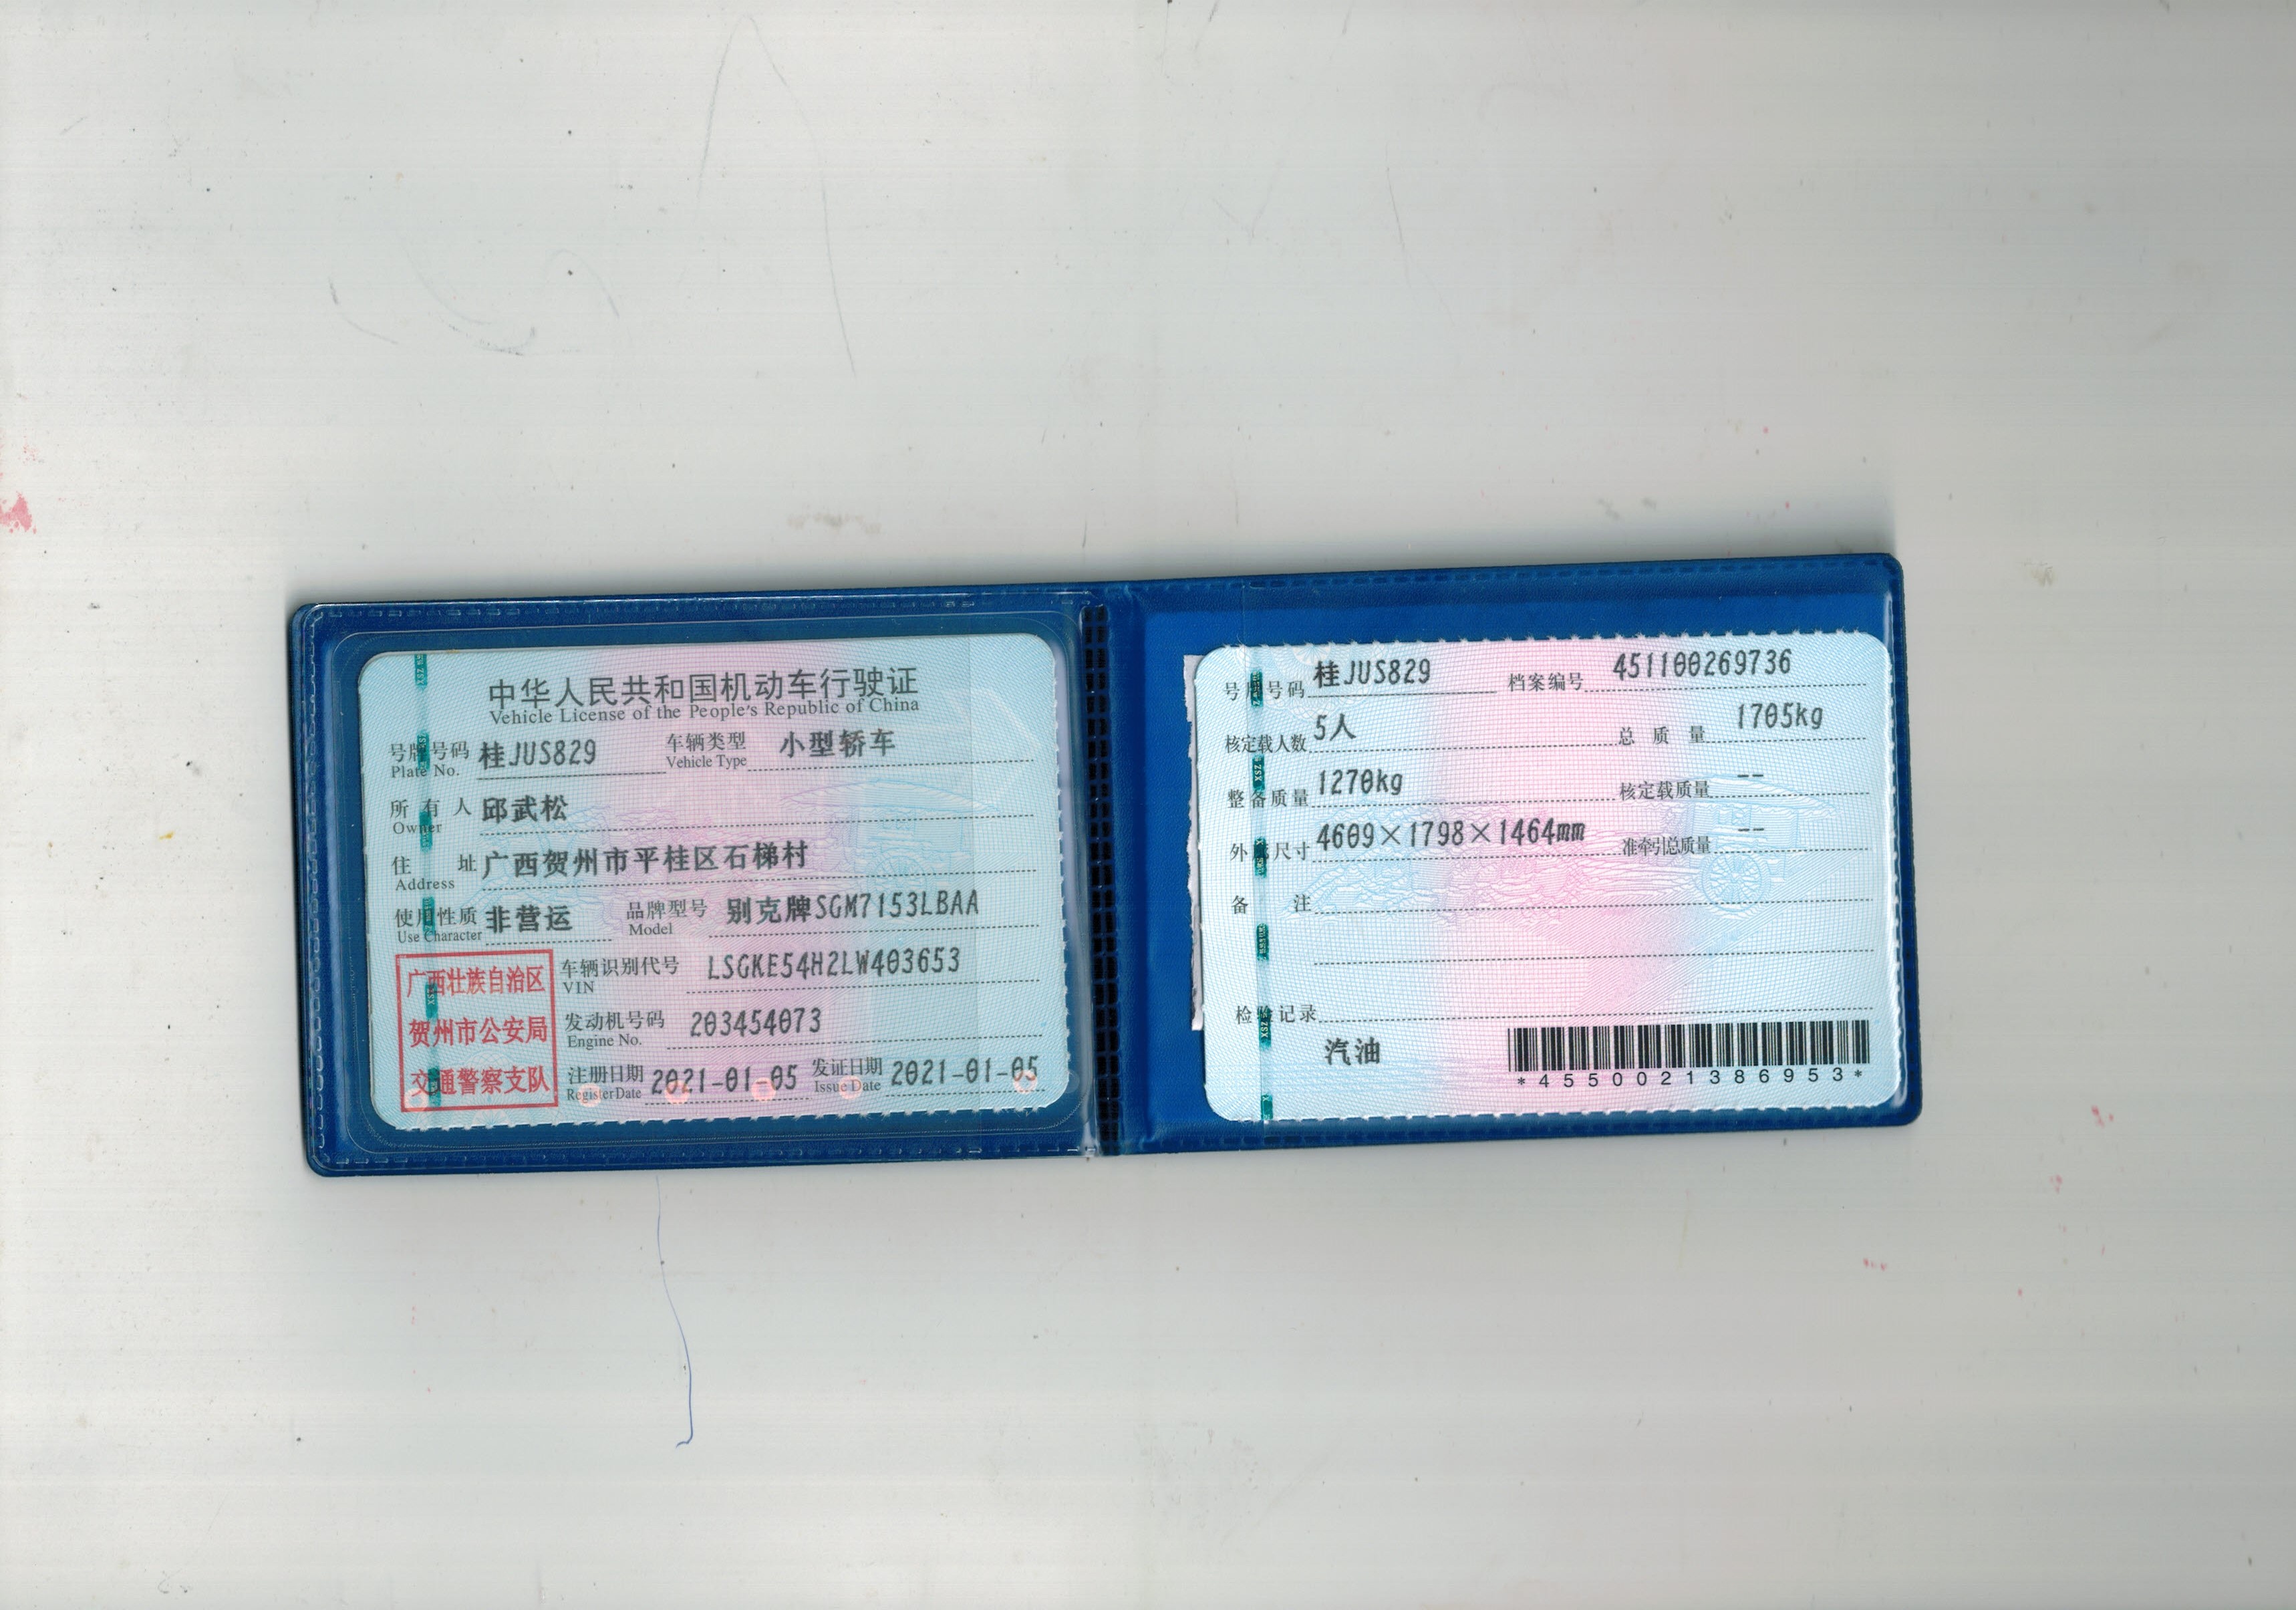 中华人民共和国机动车行驶证
Vehicle License of the People's Republic of China
号牌号码 桂JUS829 车辆类型 小型轿车
Plate No. Vehicle Type
所有人 邱武松
Owner
住址 广西贺州市平桂区石梯村
Address
使用性质 非营运 品牌型号 别克牌SGM7153LBAA
Use Character Model
广西壮族自治区
贺州市公安局
交通警察支队
车辆识别代号 LSGKE54H2LW403653
VIN
发动机号码 203454073
Engine No.
注册日期 2021-01-05 发证日期 2021-01-05
Register Date Issue Date
号牌号码 桂JUS829 档案编号 451100269736
核定载人数 5人 总质量 1705kg
整备质量 1270kg 核定载质量 --
外廓尺寸 4609×1798×1464mm 准牵引总质量 --
备注
检验记录
汽油
*4550021386953*